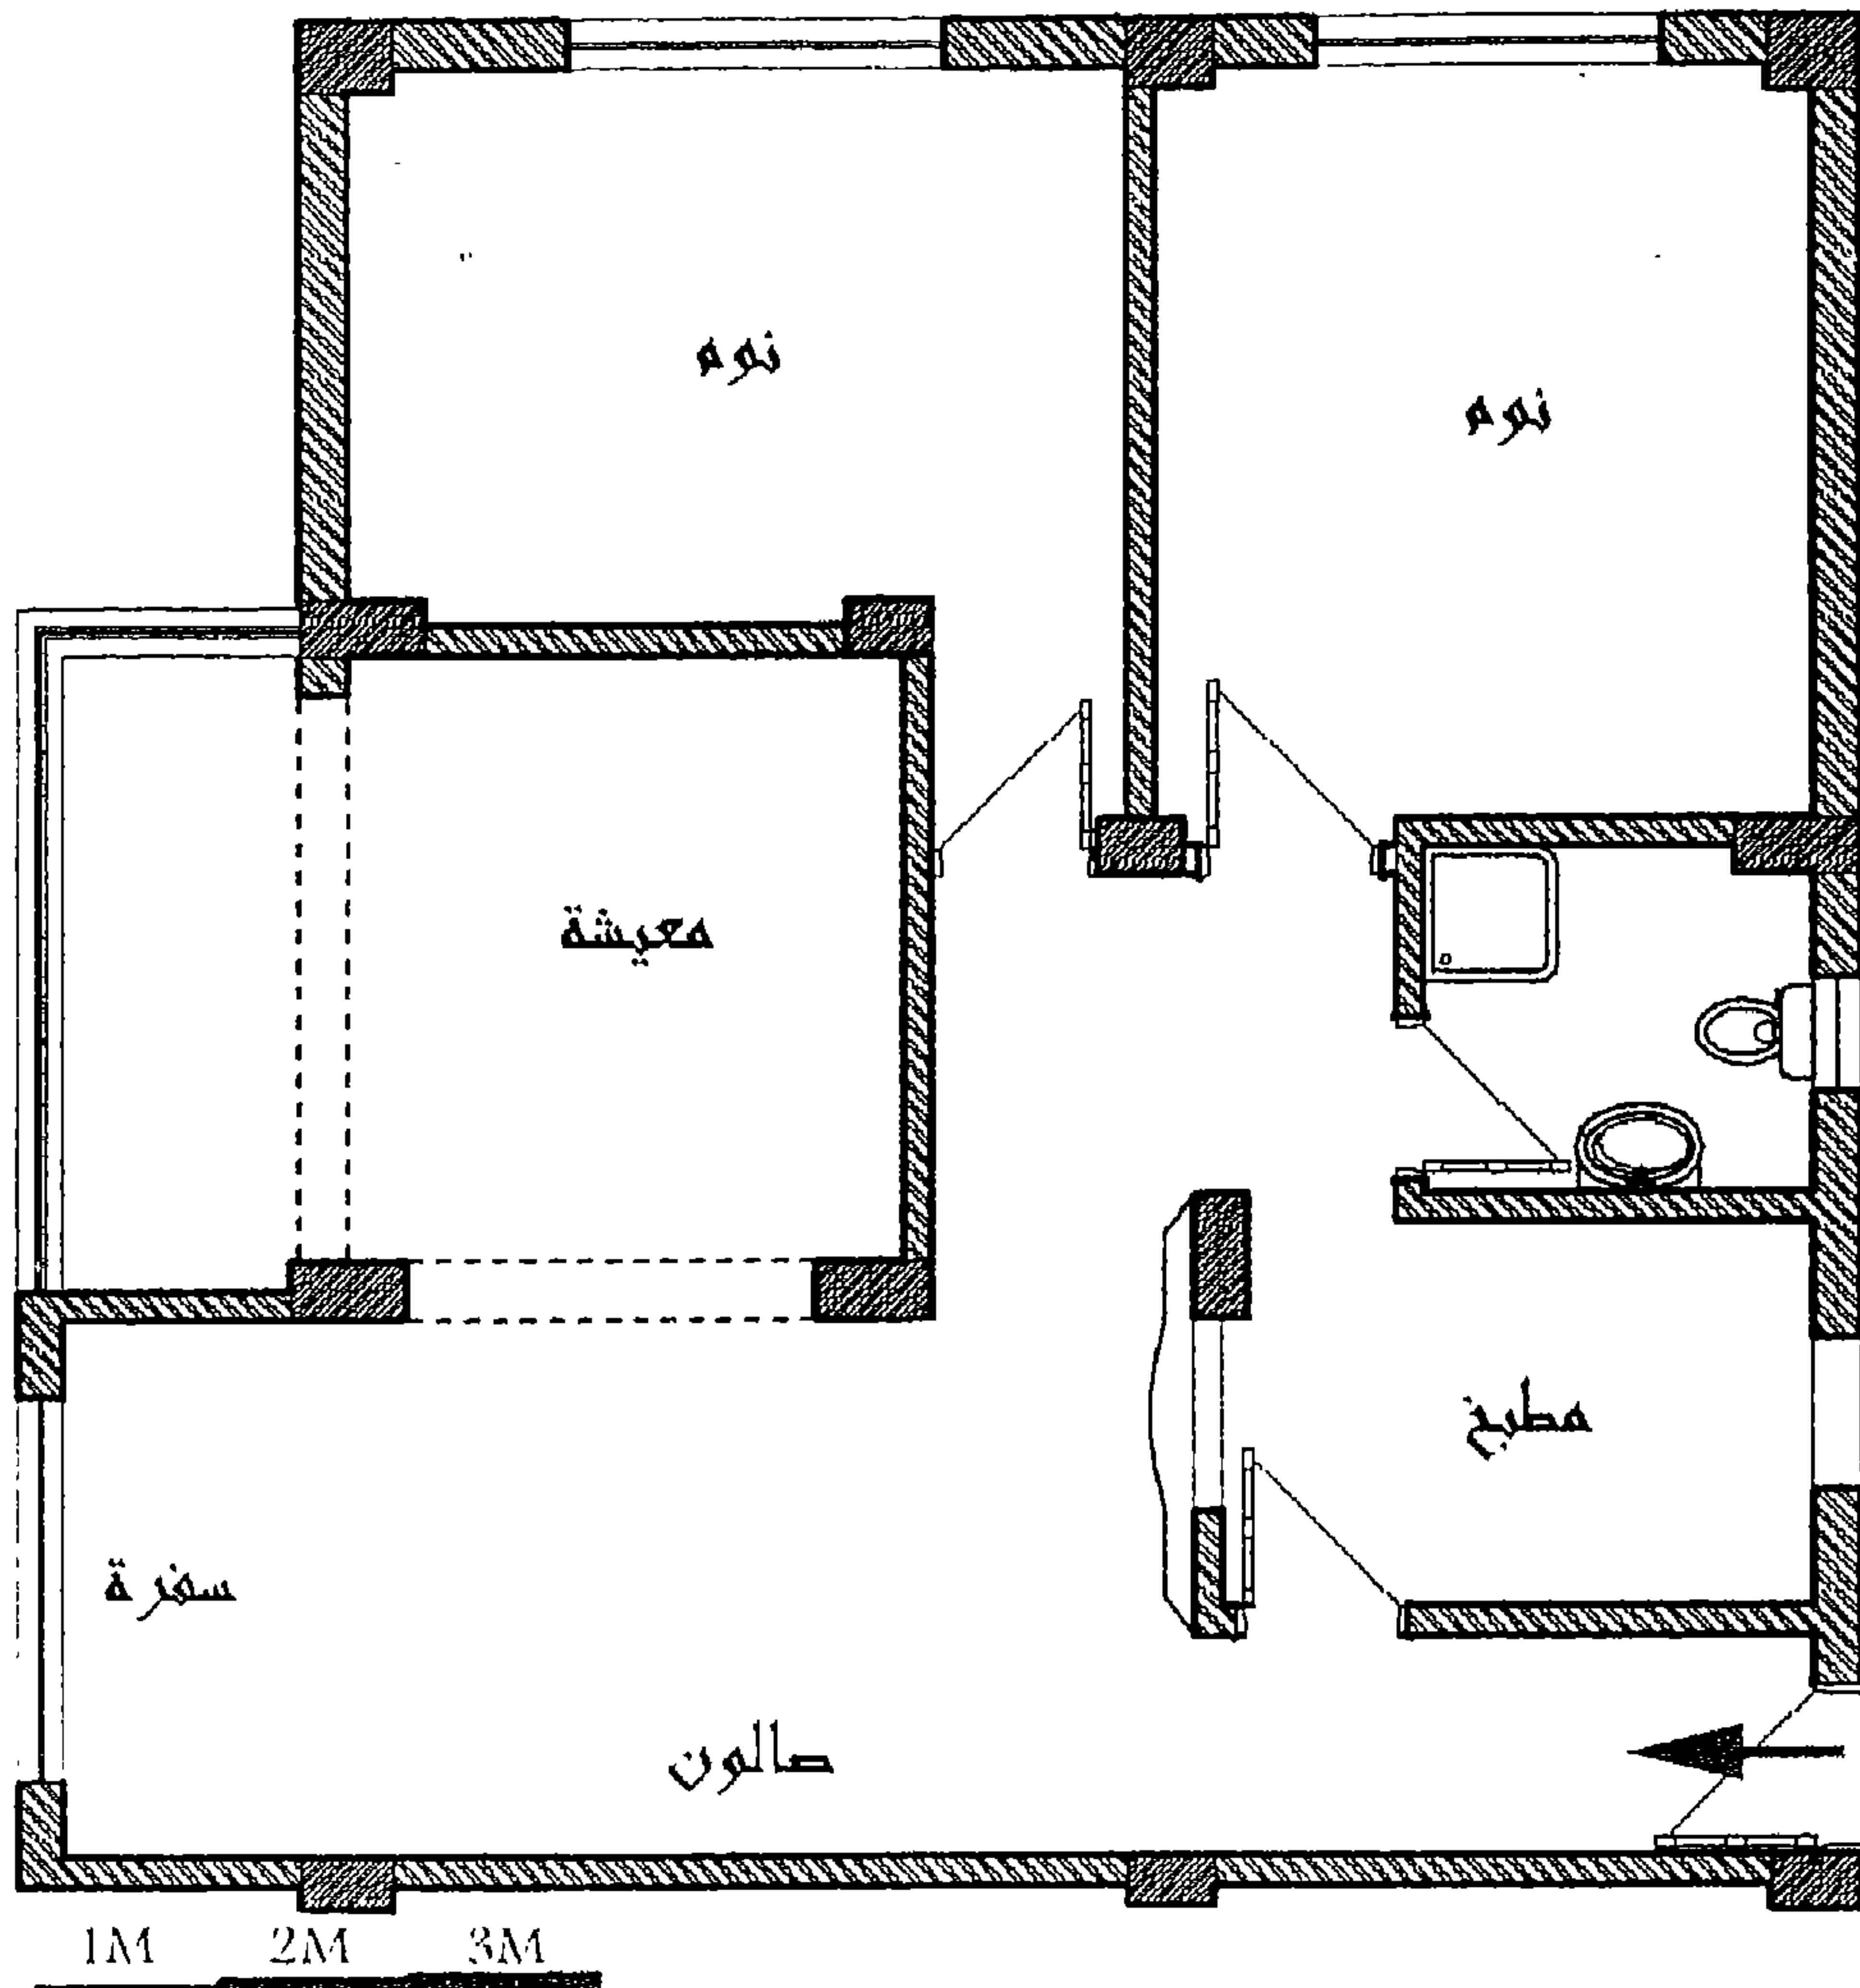 نوم
نوم
معيشة
مطبخ
سفرة
صالون
1M 2M 3M